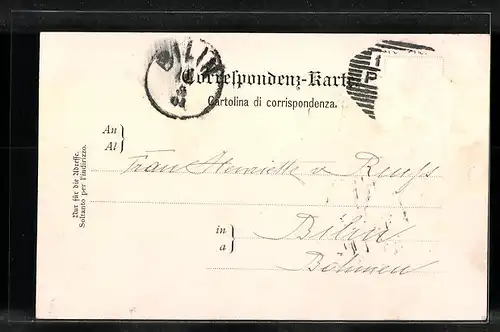 BILIN
Correspondenz-Karte
Cartolina di corrispondenza.
An
Al
Frau Henriette v Reuss
in
a
Bilin
Böhmen
Nur für die Adresse.
Soltanto per l'indirizzo.